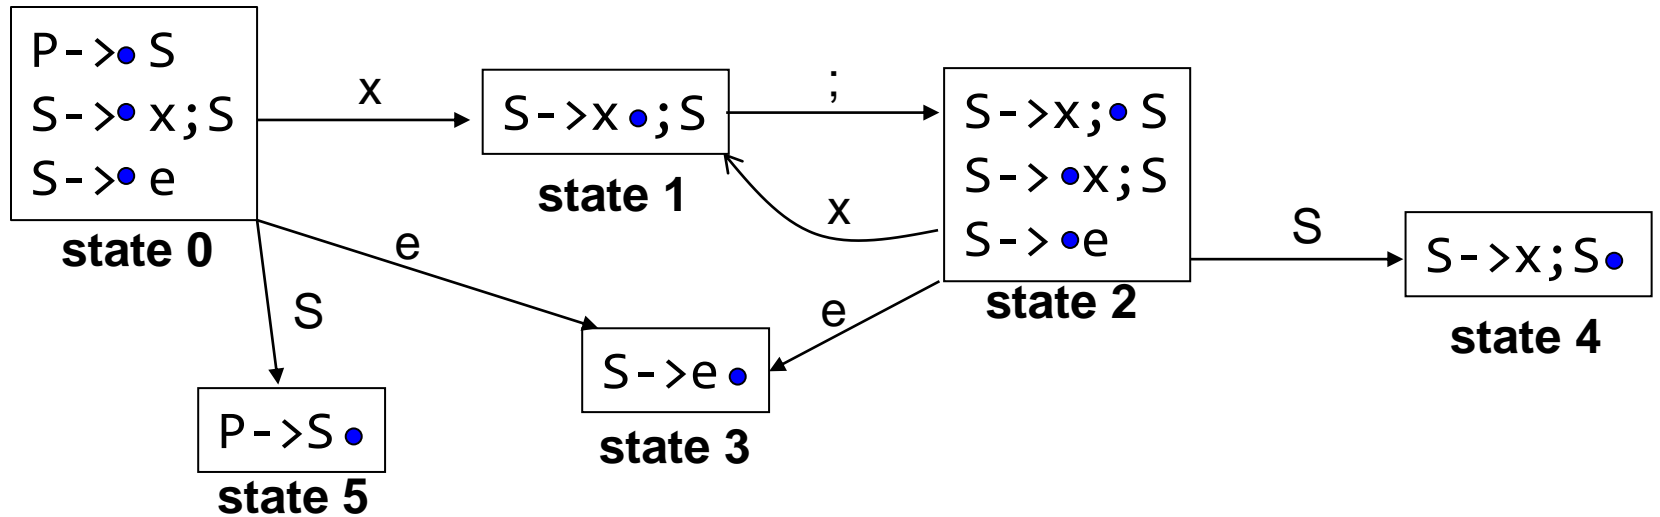 P->• S
S->• x;S
S->• e
state 0
x
S->x•;S
state 1
;
S->x;• S
S->•x;S
S->•e
state 2
x
e
S
e
S
S->x;S•
state 4
S->e•
state 3
P->S•
state 5